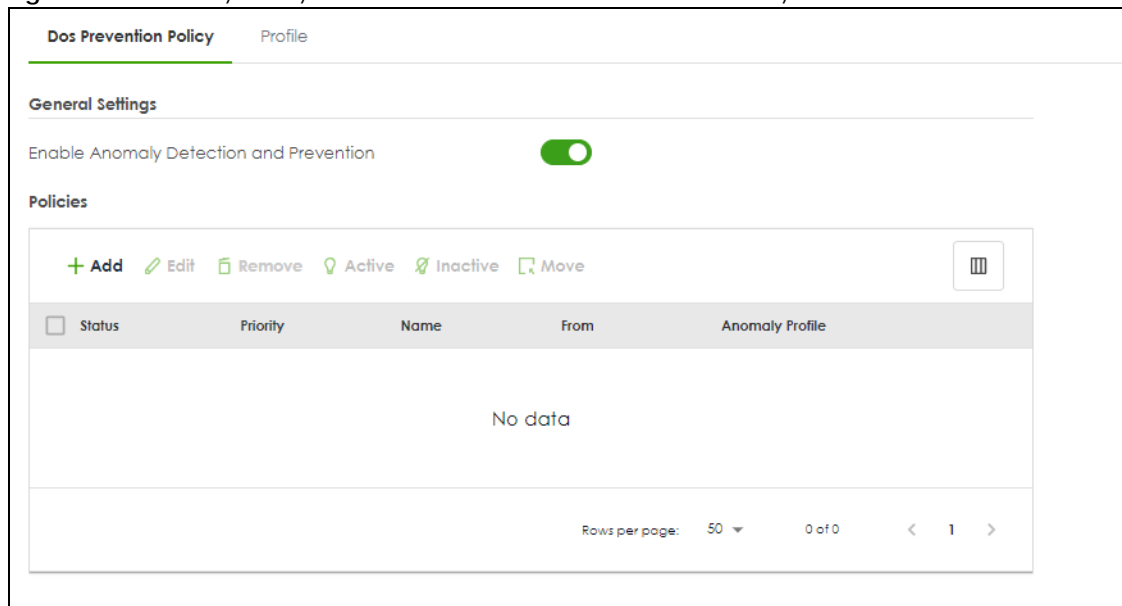 Dos Prevention Policy Profile
General Settings
Enable Anomaly Detection and Prevention
Policies
Add Edit Remove Active Inactive Move
Status Priority Name From Anomaly Profile
No data
Rows per page: 50 0 of 0 < 1 >